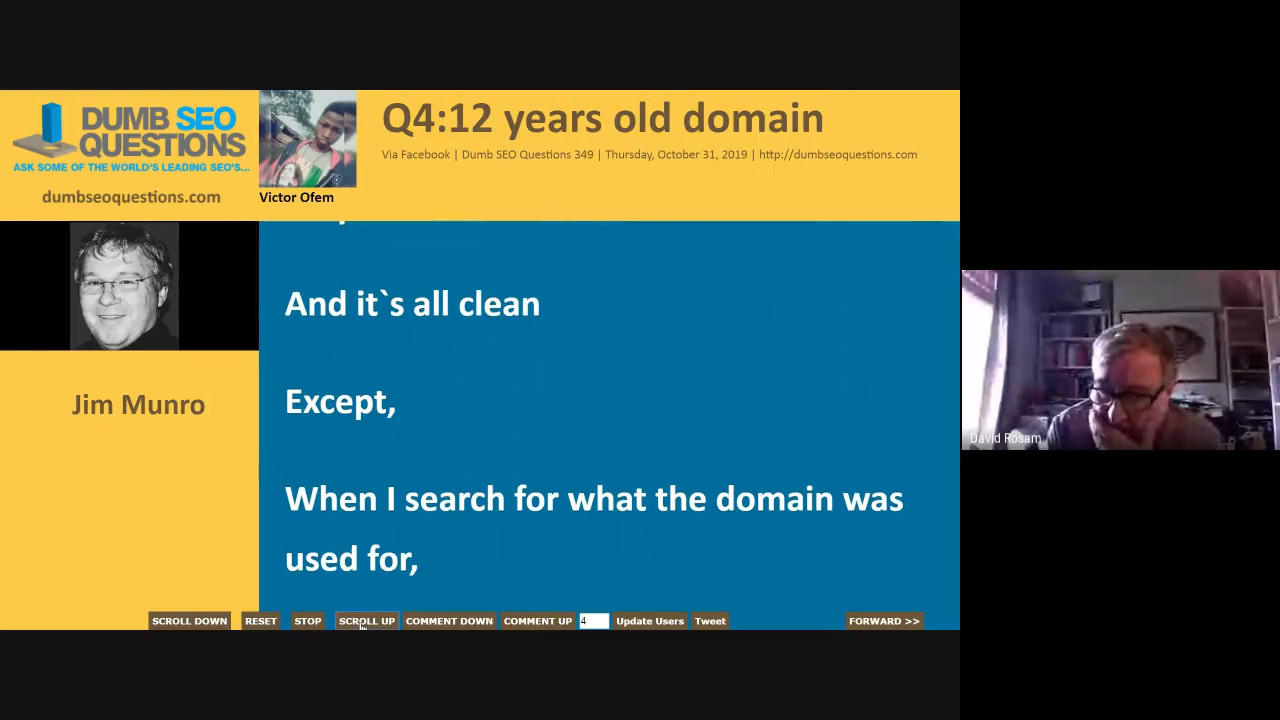 DUMB SEO
QUESTIONS
ASK SOME OF THE WORLD'S LEADING SEO'S...
dumbseoquestions.com
Victor Ofem
Q4:12 years old domain
Via Facebook | Dumb SEO Questions 349 | Thursday, October 31, 2019 | http://dumbseoquestions.com
Jim Munro
And it`s all clean
Except,
When I search for what the domain was
used for,
SCROLL DOWN
RESET
STOP
SCROLL UP
COMMENT DOWN
COMMENT UP
4
Update Users
Tweet
FORWARD >>
David Rosam